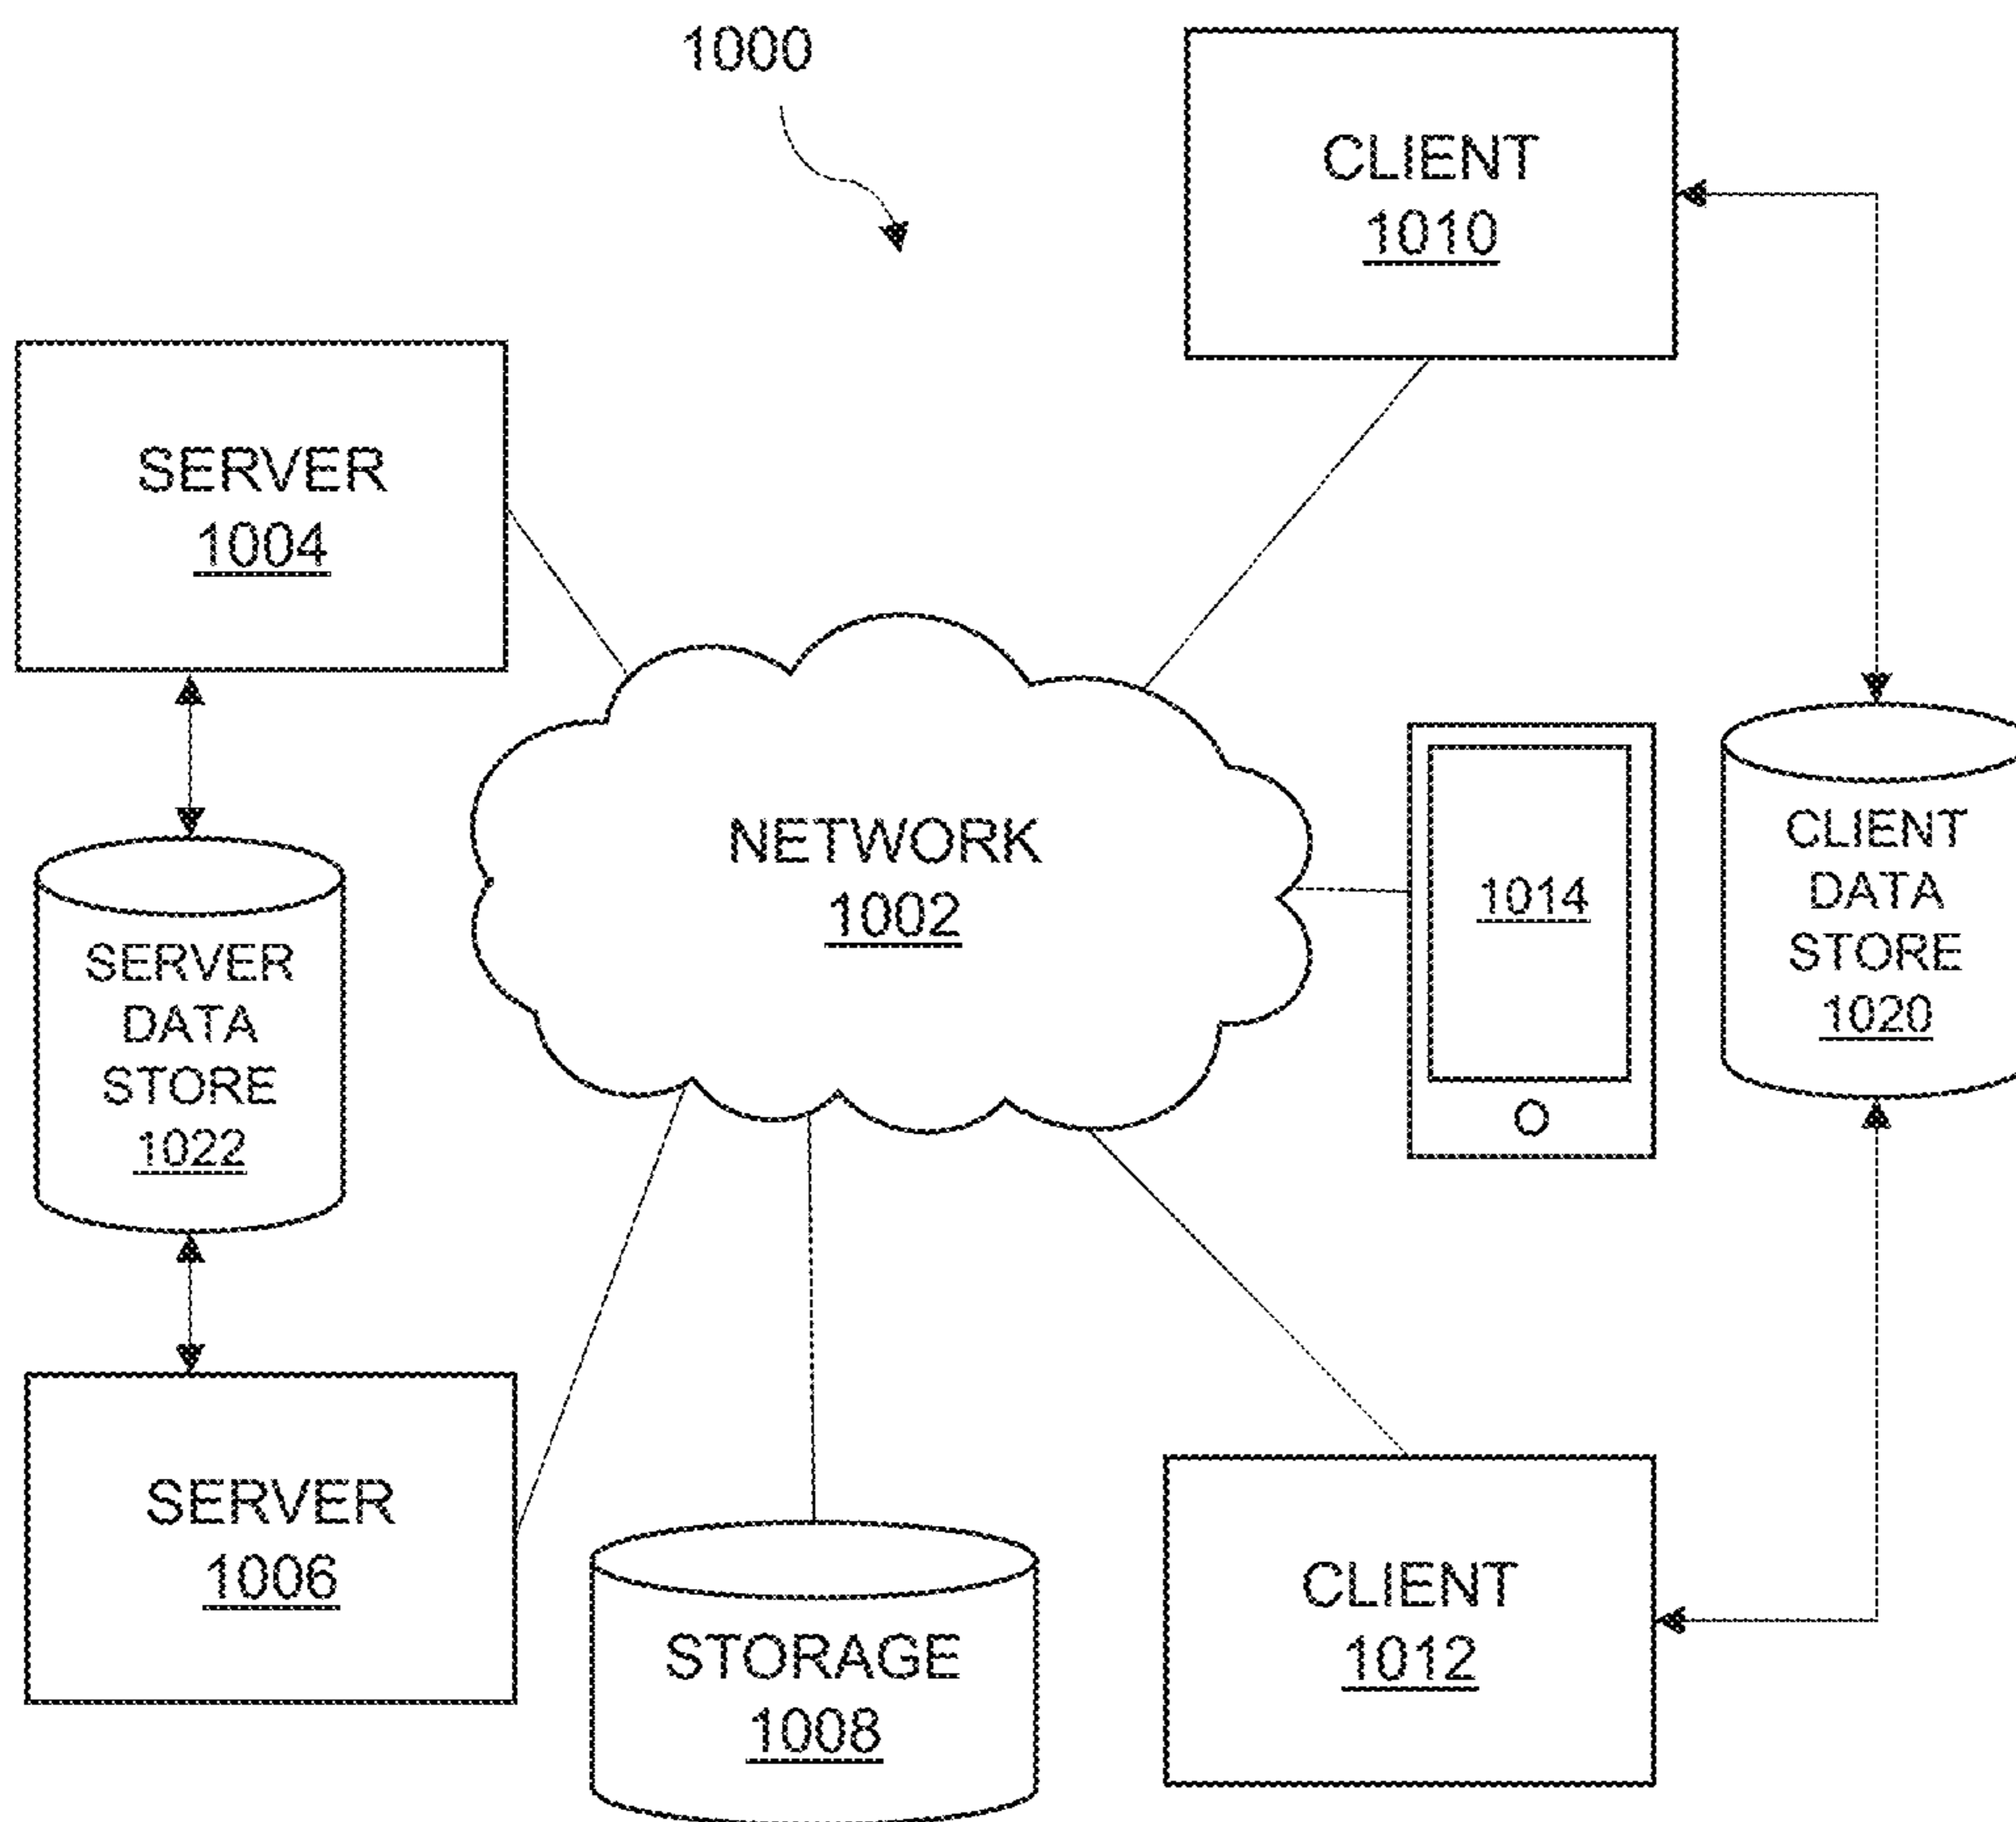 1000
CLIENT
1010
SERVER
1004
NETWORK
1002
1014
CLIENT
DATA
STORE
1020
SERVER
DATA
STORE
1022
SERVER
1006
STORAGE
1008
CLIENT
1012